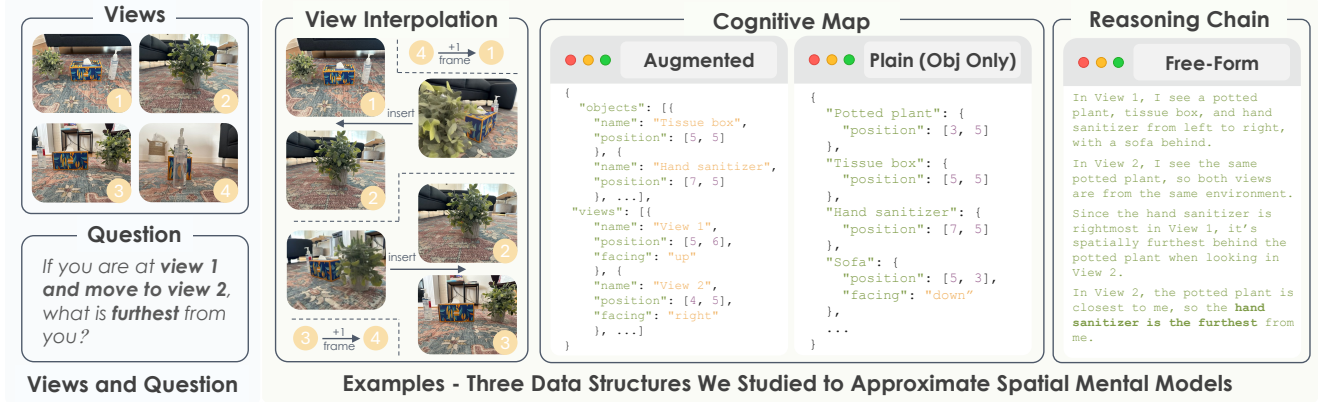 Views
1
2
3
4
Question
If you are at view 1
and move to view 2,
what is furthest from
you?
Views and Question
View Interpolation
4 +1 frame 1
1
insert
2
2
insert
3 +1 frame 4
3
Cognitive Map
Augmented
{
"objects": [{
"name": "Tissue box",
"position": [5, 5]
}, {
"name": "Hand sanitizer",
"position": [7, 5]
}, ...],
"views": [{
"name": "View 1",
"position": [5, 6],
"facing": "up"
}, {
"name": "View 2",
"position": [4, 5],
"facing": "right"
}, ...]
}
Plain (Obj Only)
{
"Potted plant": {
"position": [3, 5]
},
"Tissue box": {
"position": [5, 5]
},
"Hand sanitizer": {
"position": [7, 5]
},
"Sofa": {
"position": [5, 3],
"facing": "down”
},
...
}
Reasoning Chain
Free-Form
In View 1, I see a potted
plant, tissue box, and hand
sanitizer from left to right,
with a sofa behind.
In View 2, I see the same
potted plant, so both views
are from the same environment.
Since the hand sanitizer is
rightmost in View 1, it’s
spatially furthest behind the
potted plant when looking in
View 2.
In View 2, the potted plant is
closest to me, so the hand
sanitizer is the furthest from
me.
Examples - Three Data Structures We Studied to Approximate Spatial Mental Models